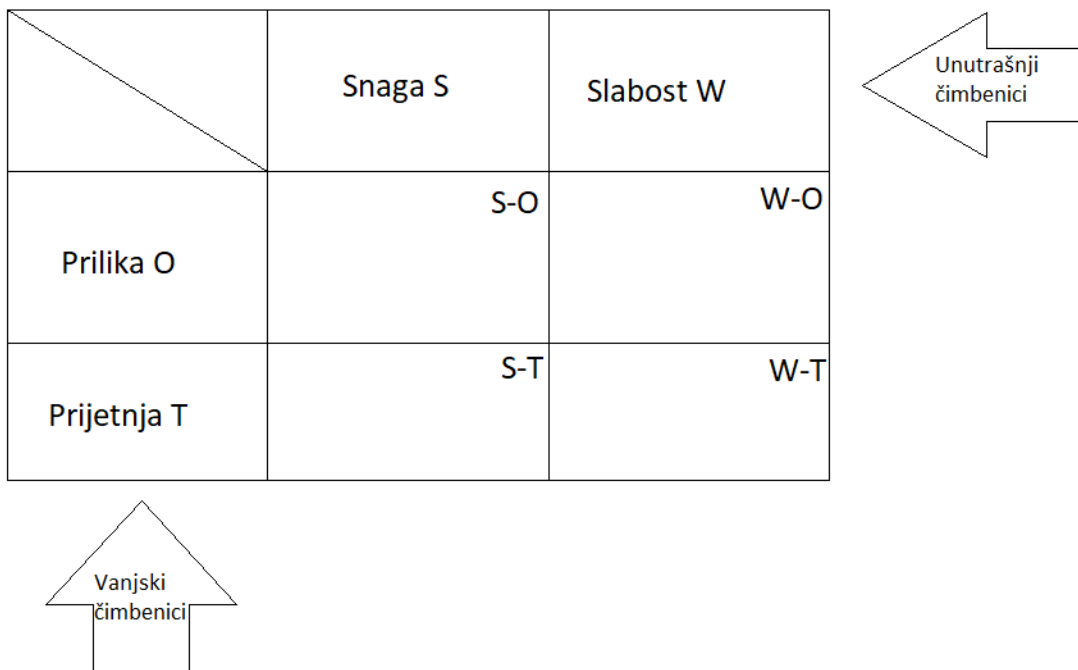 Snaga S
Slabost W
Unutrašnji
čimbenici
S-O
W-O
Prilika O
S-T
W-T
Prijetnja T
Vanjski
čimbenici